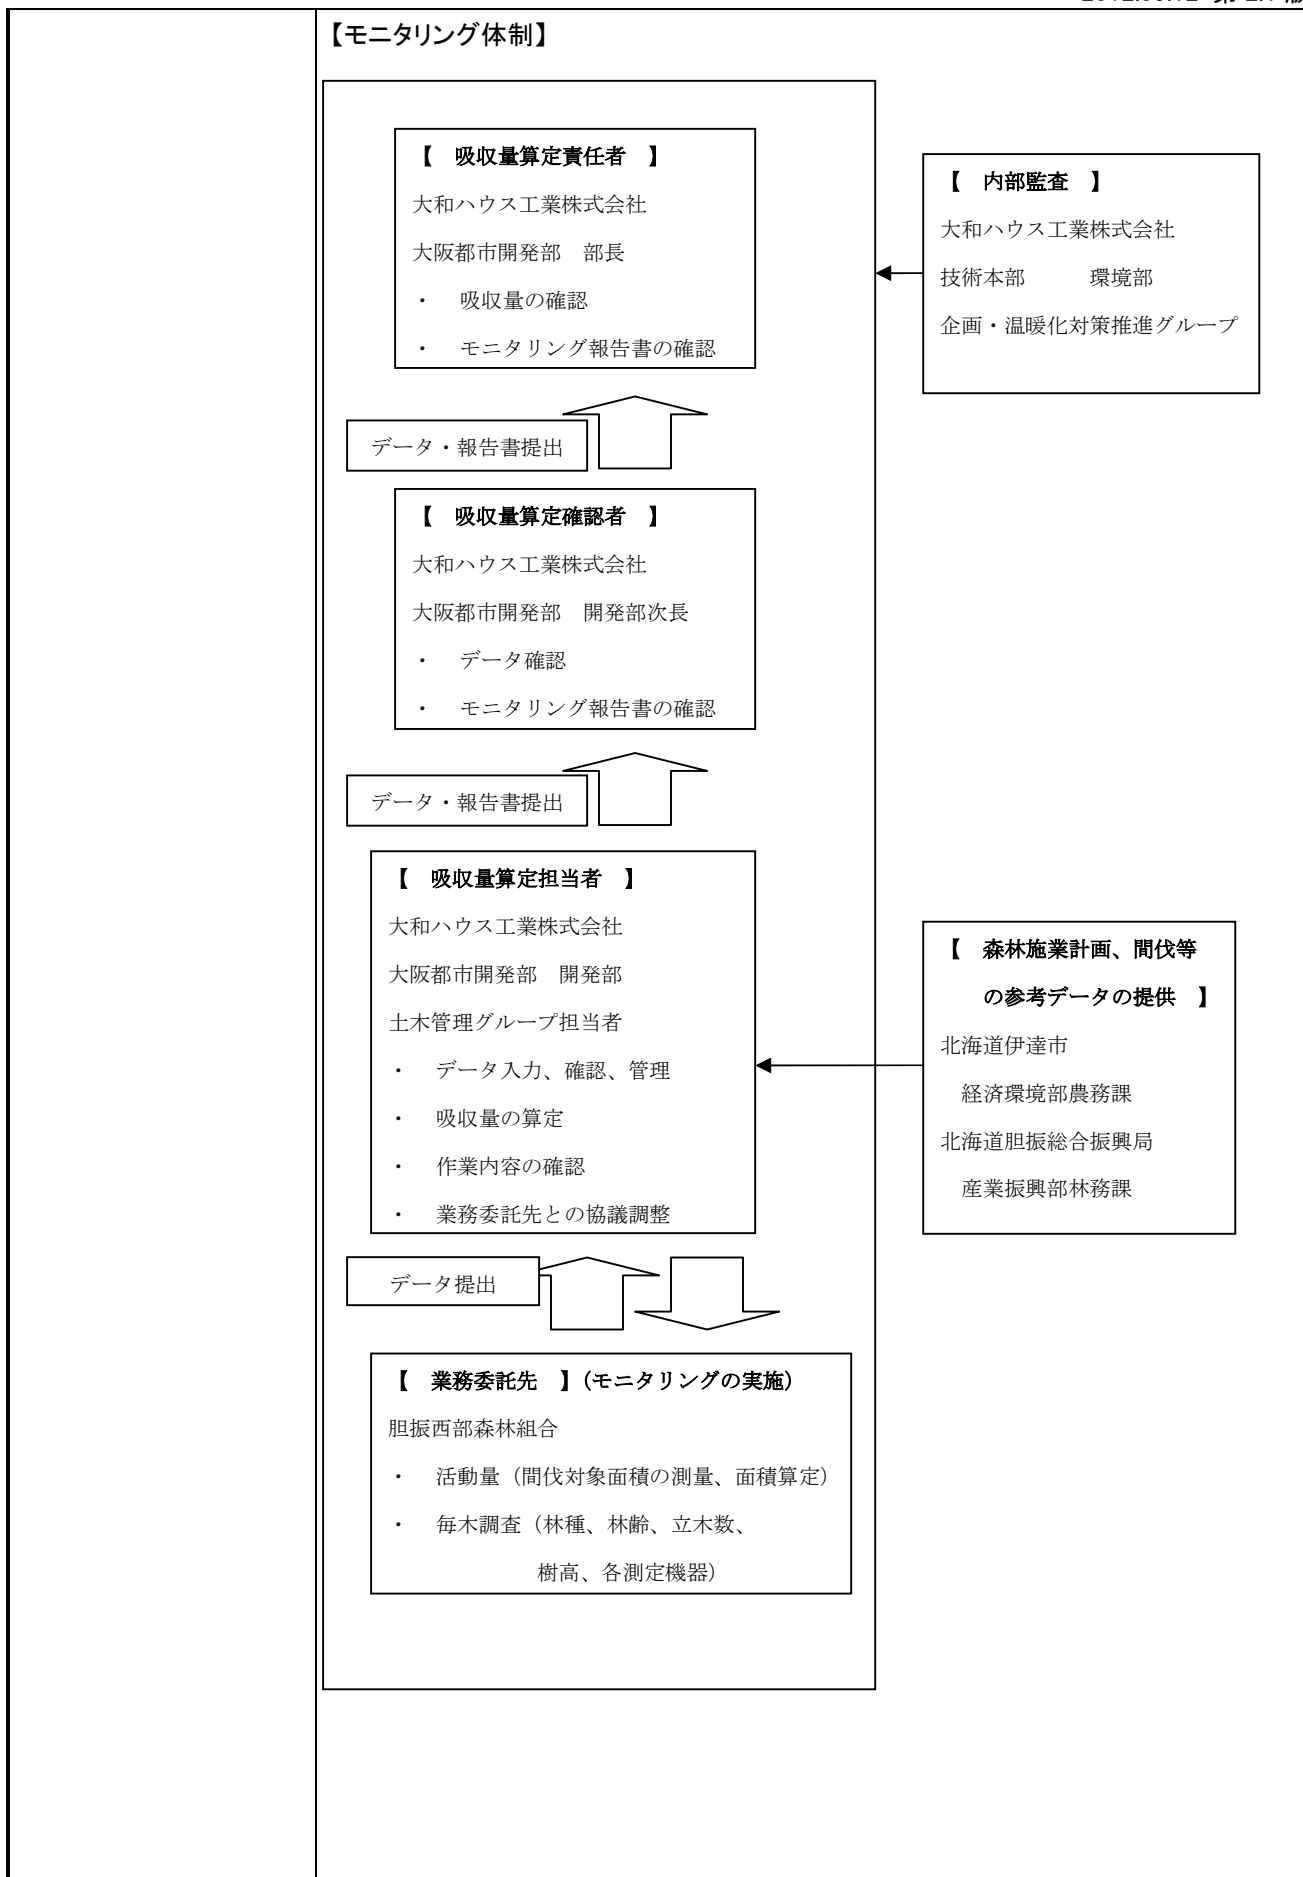 【モニタリング体制】
【　吸収量算定責任者　】
大和ハウス工業株式会社
大阪都市開発部　部長
・　吸収量の確認
・　モニタリング報告書の確認
【　内部監査　】
大和ハウス工業株式会社
技術本部　　　環境部
企画・温暖化対策推進グループ
データ・報告書提出
【　吸収量算定確認者　】
大和ハウス工業株式会社
大阪都市開発部　開発部次長
・　データ確認
・　モニタリング報告書の確認
データ・報告書提出
【　吸収量算定担当者　】
大和ハウス工業株式会社
大阪都市開発部　開発部
土木管理グループ担当者
・　データ入力、確認、管理
・　吸収量の算定
・　作業内容の確認
・　業務委託先との協議調整
【　森林施業計画、間伐等
の参考データの提供　】
北海道伊達市
経済環境部農務課
北海道胆振総合振興局
産業振興部林務課
データ提出
【　業務委託先　】（モニタリングの実施）
胆振西部森林組合
・　活動量（間伐対象面積の測量、面積算定）
・　毎木調査（林種、林齢、立木数、
樹高、各測定機器）